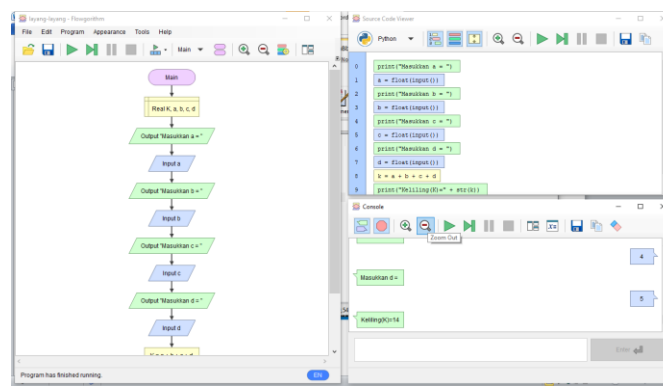 layang-layang - Flowgorithm
File Edit Program Appearance Tools Help
Main
Main
Real K, a, b, c, d
Output "Masukkan a = "
Input a
Output "Masukkan b = "
Input b
Output "Masukkan c = "
Input c
Output "Masukkan d = "
Input d
Program has finished running.
EN
Source Code Viewer
Python
0 print("Masukkan a = ")
1 a = float(input())
2 print("Masukkan b = ")
3 b = float(input())
4 print("Masukkan c = ")
5 c = float(input())
6 print("Masukkan d = ")
7 d = float(input())
8 k = a + b + c + d
9 print("Keliling(K)=" + str(k))
Console
Zoom Out
4
Masukkan d =
5
Keliling(K)=14
Enter